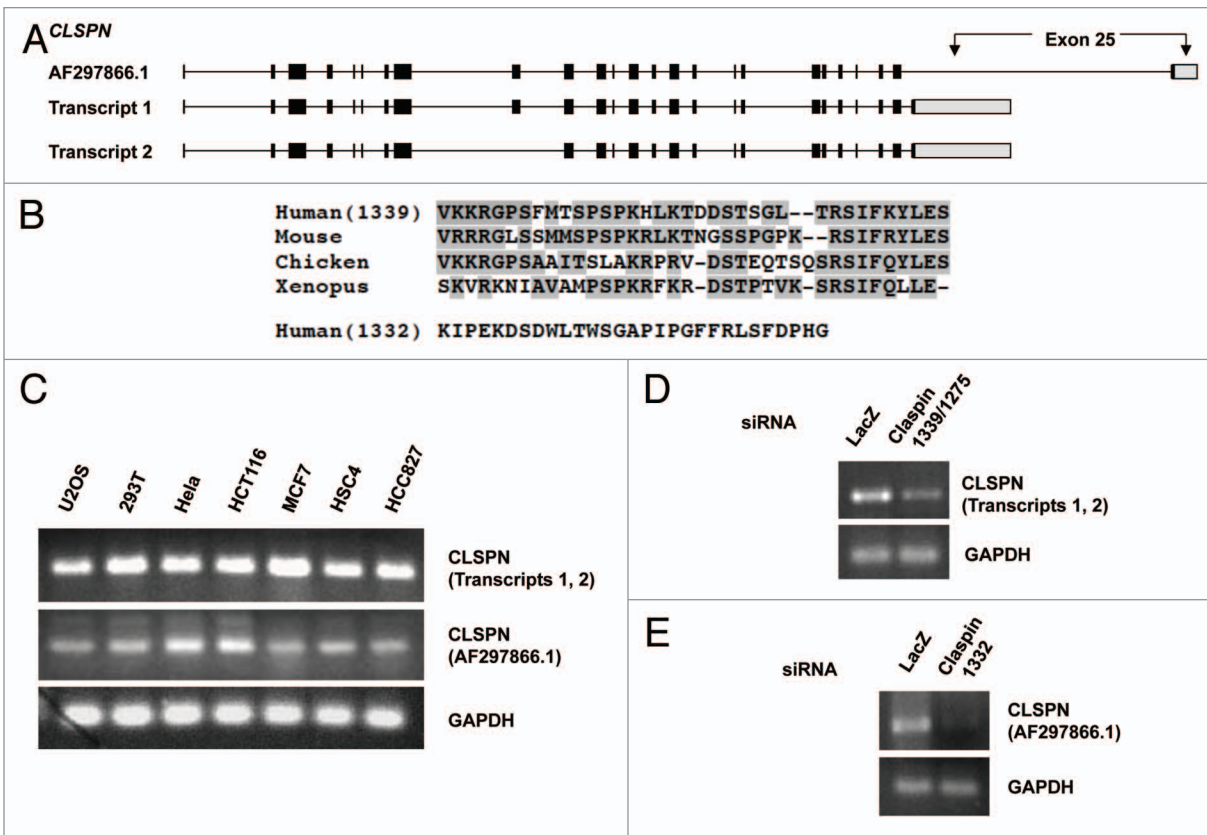 A
CLSPN
Exon 25
AF297866.1
Transcript 1
Transcript 2
B
Human(1339) VKKRGPSFMTSPSPKHLKTDDSTSGL--TRSIFKYLES
Mouse VRRRGLSSMMSPSPKRLKTNGSSPGPK--RSIFRYLES
Chicken VKKRGPSAAITSLAKRPRV-DSTEQTSQSRSIFQYLES
Xenopus SKVRKNIAVAMPSPKRFKR-DSTPTVK-SRSIFQLLE-
Human(1332) KIPEKDSDWLTWSGAPIPGFFRLSFDPHG
C
U2OS 293T Hela HCT116 MCF7 HSC4 HCC827
CLSPN
(Transcripts 1, 2)
CLSPN
(AF297866.1)
GAPDH
D
siRNA
LacZ
Claspin
1339/1275
CLSPN
(Transcripts 1, 2)
GAPDH
E
siRNA
LacZ
Claspin
1332
CLSPN
(AF297866.1)
GAPDH